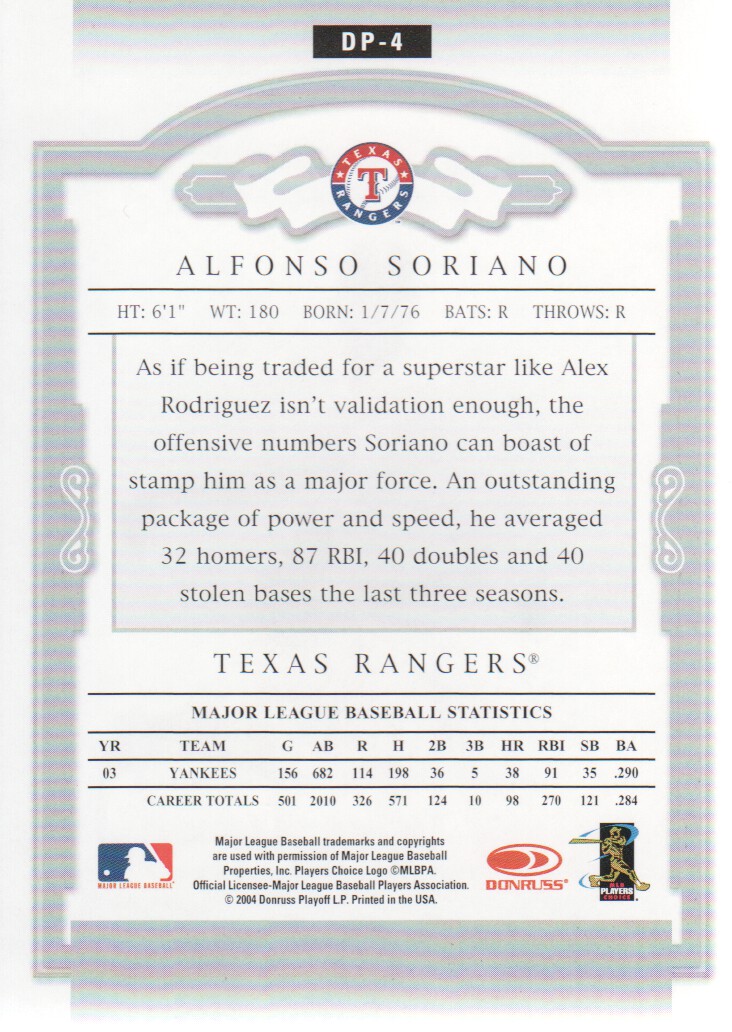 DP-4
TEXAS
RANGERS
T
ALFONSO SORIANO
HT: 6'1" WT: 180 BORN: 1/7/76 BATS: R THROWS: R
As if being traded for a superstar like Alex
Rodriguez isn't validation enough, the
offensive numbers Soriano can boast of
stamp him as a major force. An outstanding
package of power and speed, he averaged
32 homers, 87 RBI, 40 doubles and 40
stolen bases the last three seasons.
TEXAS RANGERS®
MAJOR LEAGUE BASEBALL STATISTICS
YR TEAM G AB R H 2B 3B HR RBI SB BA
03 YANKEES 156 682 114 198 36 5 38 91 35 .290
CAREER TOTALS 501 2010 326 571 124 10 98 270 121 .284
MAJOR LEAGUE BASEBALL
Major League Baseball trademarks and copyrights
are used with permission of Major League Baseball
Properties, Inc. Players Choice Logo ©MLBPA.
Official Licensee-Major League Baseball Players Association.
© 2004 Donruss Playoff L.P. Printed in the USA.
DONRUSS®
MLB
PLAYERS
CHOICE